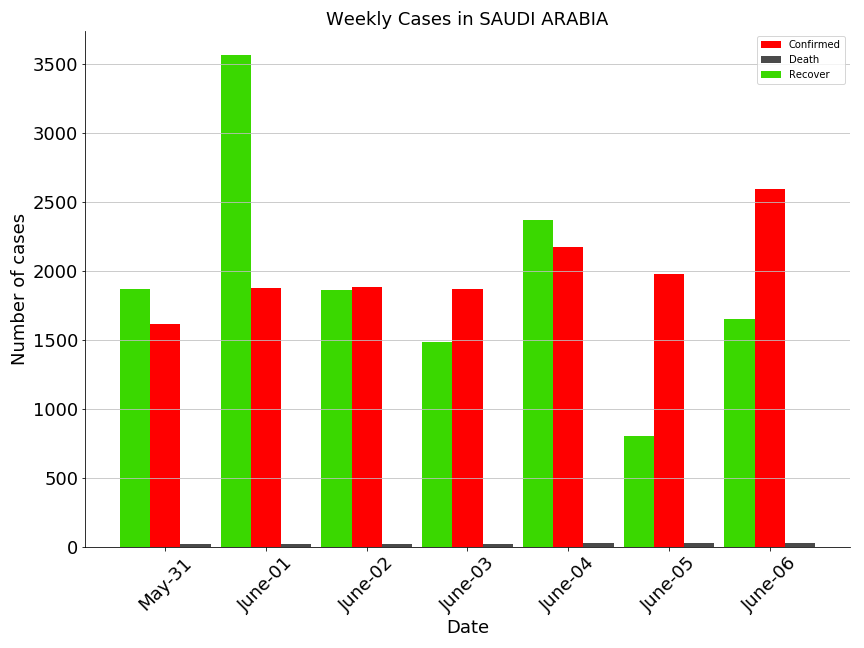 Weekly Cases in SAUDI ARABIA
Confirmed
Death
Recover
Number of cases
3500
3000
2500
2000
1500
1000
500
0
May-31
June-01
June-02
June-03
June-04
June-05
June-06
Date